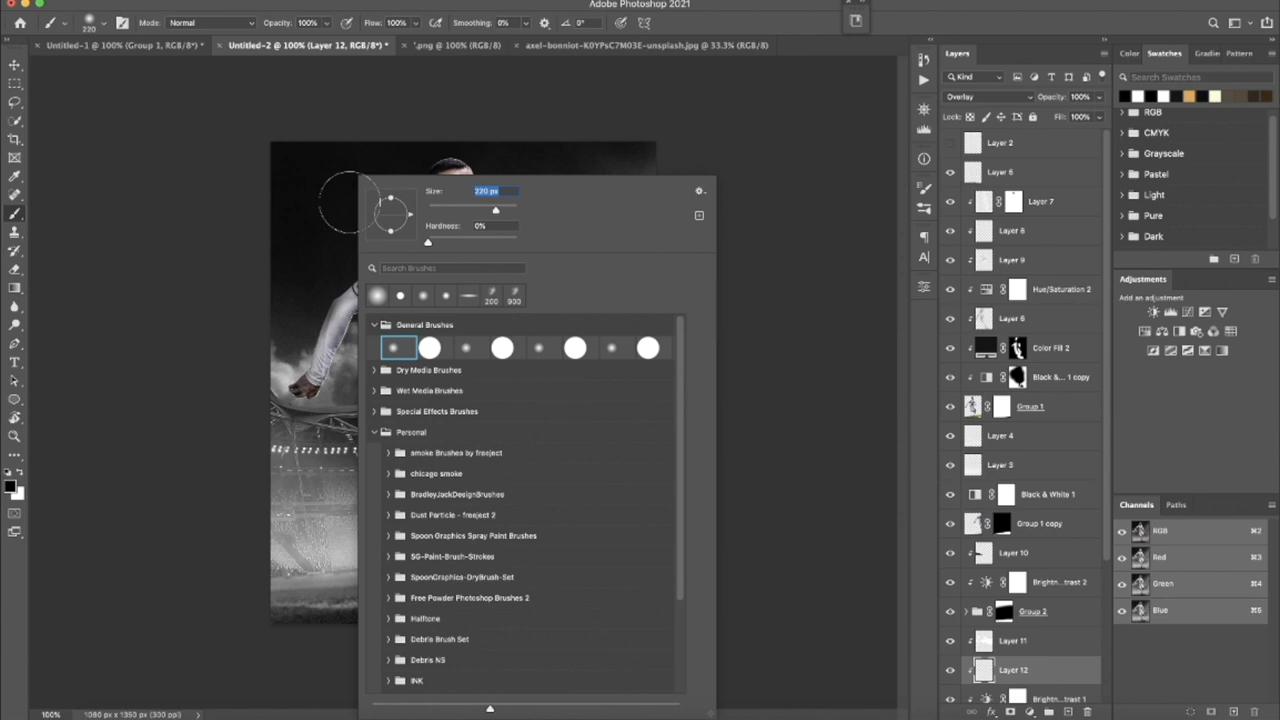 Adobe Photoshop 2021
220
Mode: Normal
Opacity: 100%
Flow: 100%
Smoothing: 0%
0°
Untitled-1 @ 100% (Group 1, RGB/8*) *
Untitled-2 @ 100% (Layer 12, RGB/8*) *
'.png @ 100% (RGB/8)
axel-bonniot-K0YPsC7M03E-unsplash.jpg @ 33.3% (RGB/8)
Size: 220 px
Hardness: 0%
Search Brushes
200
900
General Brushes
Dry Media Brushes
Wet Media Brushes
Special Effects Brushes
Personal
smoke Brushes by freeject
chicago smoke
BradleyJackDesignBrushes
Dust Particle - freeject 2
Spoon Graphics Spray Paint Brushes
SG-Paint-Brush-Strokes
SpoonGraphics-DryBrush-Set
Free Powder Photoshop Brushes 2
Halftone
Debris Brush Set
Debris NS
INK
100%
1080 px x 1350 px (300 ppi)
Layers
Kind
Overlay
Opacity: 100%
Lock:
Fill: 100%
Layer 2
Layer 5
Layer 7
Layer 8
Layer 9
Hue/Saturation 2
Layer 6
Color Fill 2
Black &... 1 copy
Group 1
Layer 4
Layer 3
Black & White 1
Group 1 copy
Layer 10
Brightn...trast 2
Group 2
Layer 11
Layer 12
Brightn...trast 1
fx
Color
Swatches
Gradie
Pattern
Search Swatches
RGB
CMYK
Grayscale
Pastel
Light
Pure
Dark
Adjustments
Add an adjustment
Channels
Paths
RGB ⌘2
Red ⌘3
Green ⌘4
Blue ⌘5